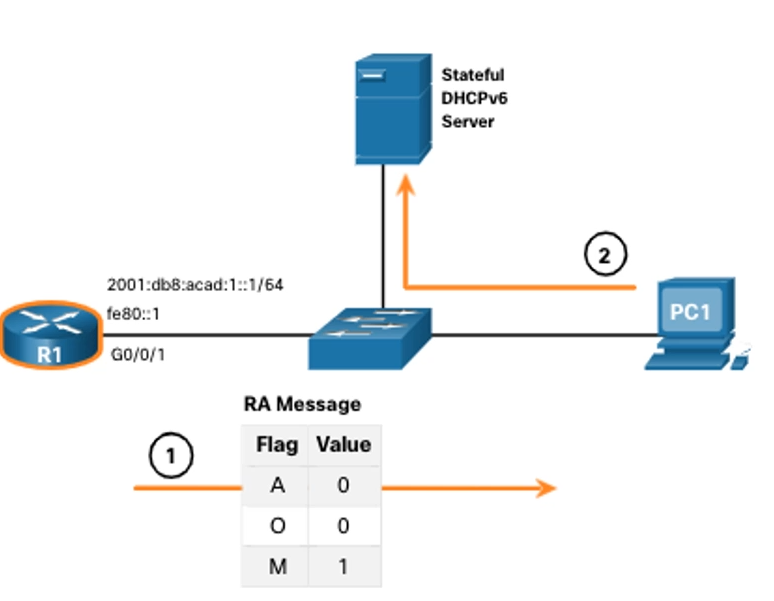 Stateful
DHCPv6
Server
2
2001:db8:acad:1::1/64
fe80::1
PC1
R1
G0/0/1
RA Message
1
Flag Value
A 0
O 0
M 1